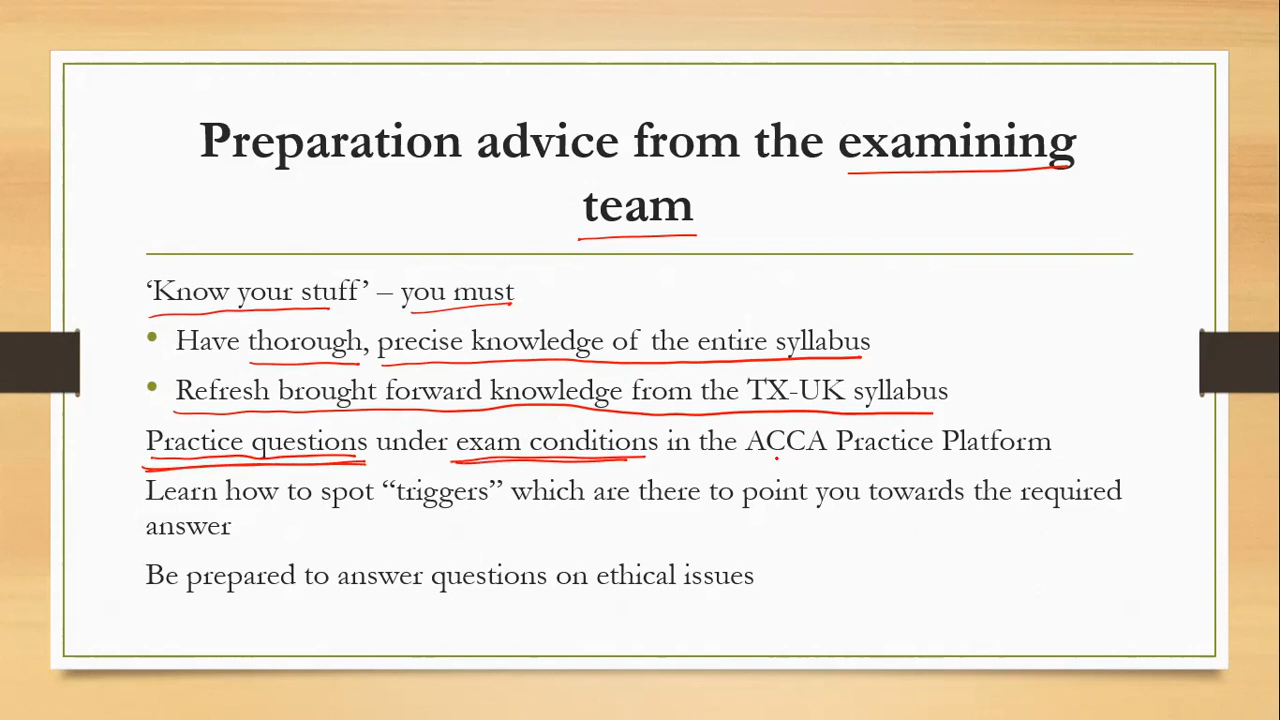 Preparation advice from the examining
team
‘Know your stuff’ – you must
• Have thorough, precise knowledge of the entire syllabus
• Refresh brought forward knowledge from the TX-UK syllabus
Practice questions under exam conditions in the ACCA Practice Platform
Learn how to spot “triggers” which are there to point you towards the required
answer
Be prepared to answer questions on ethical issues